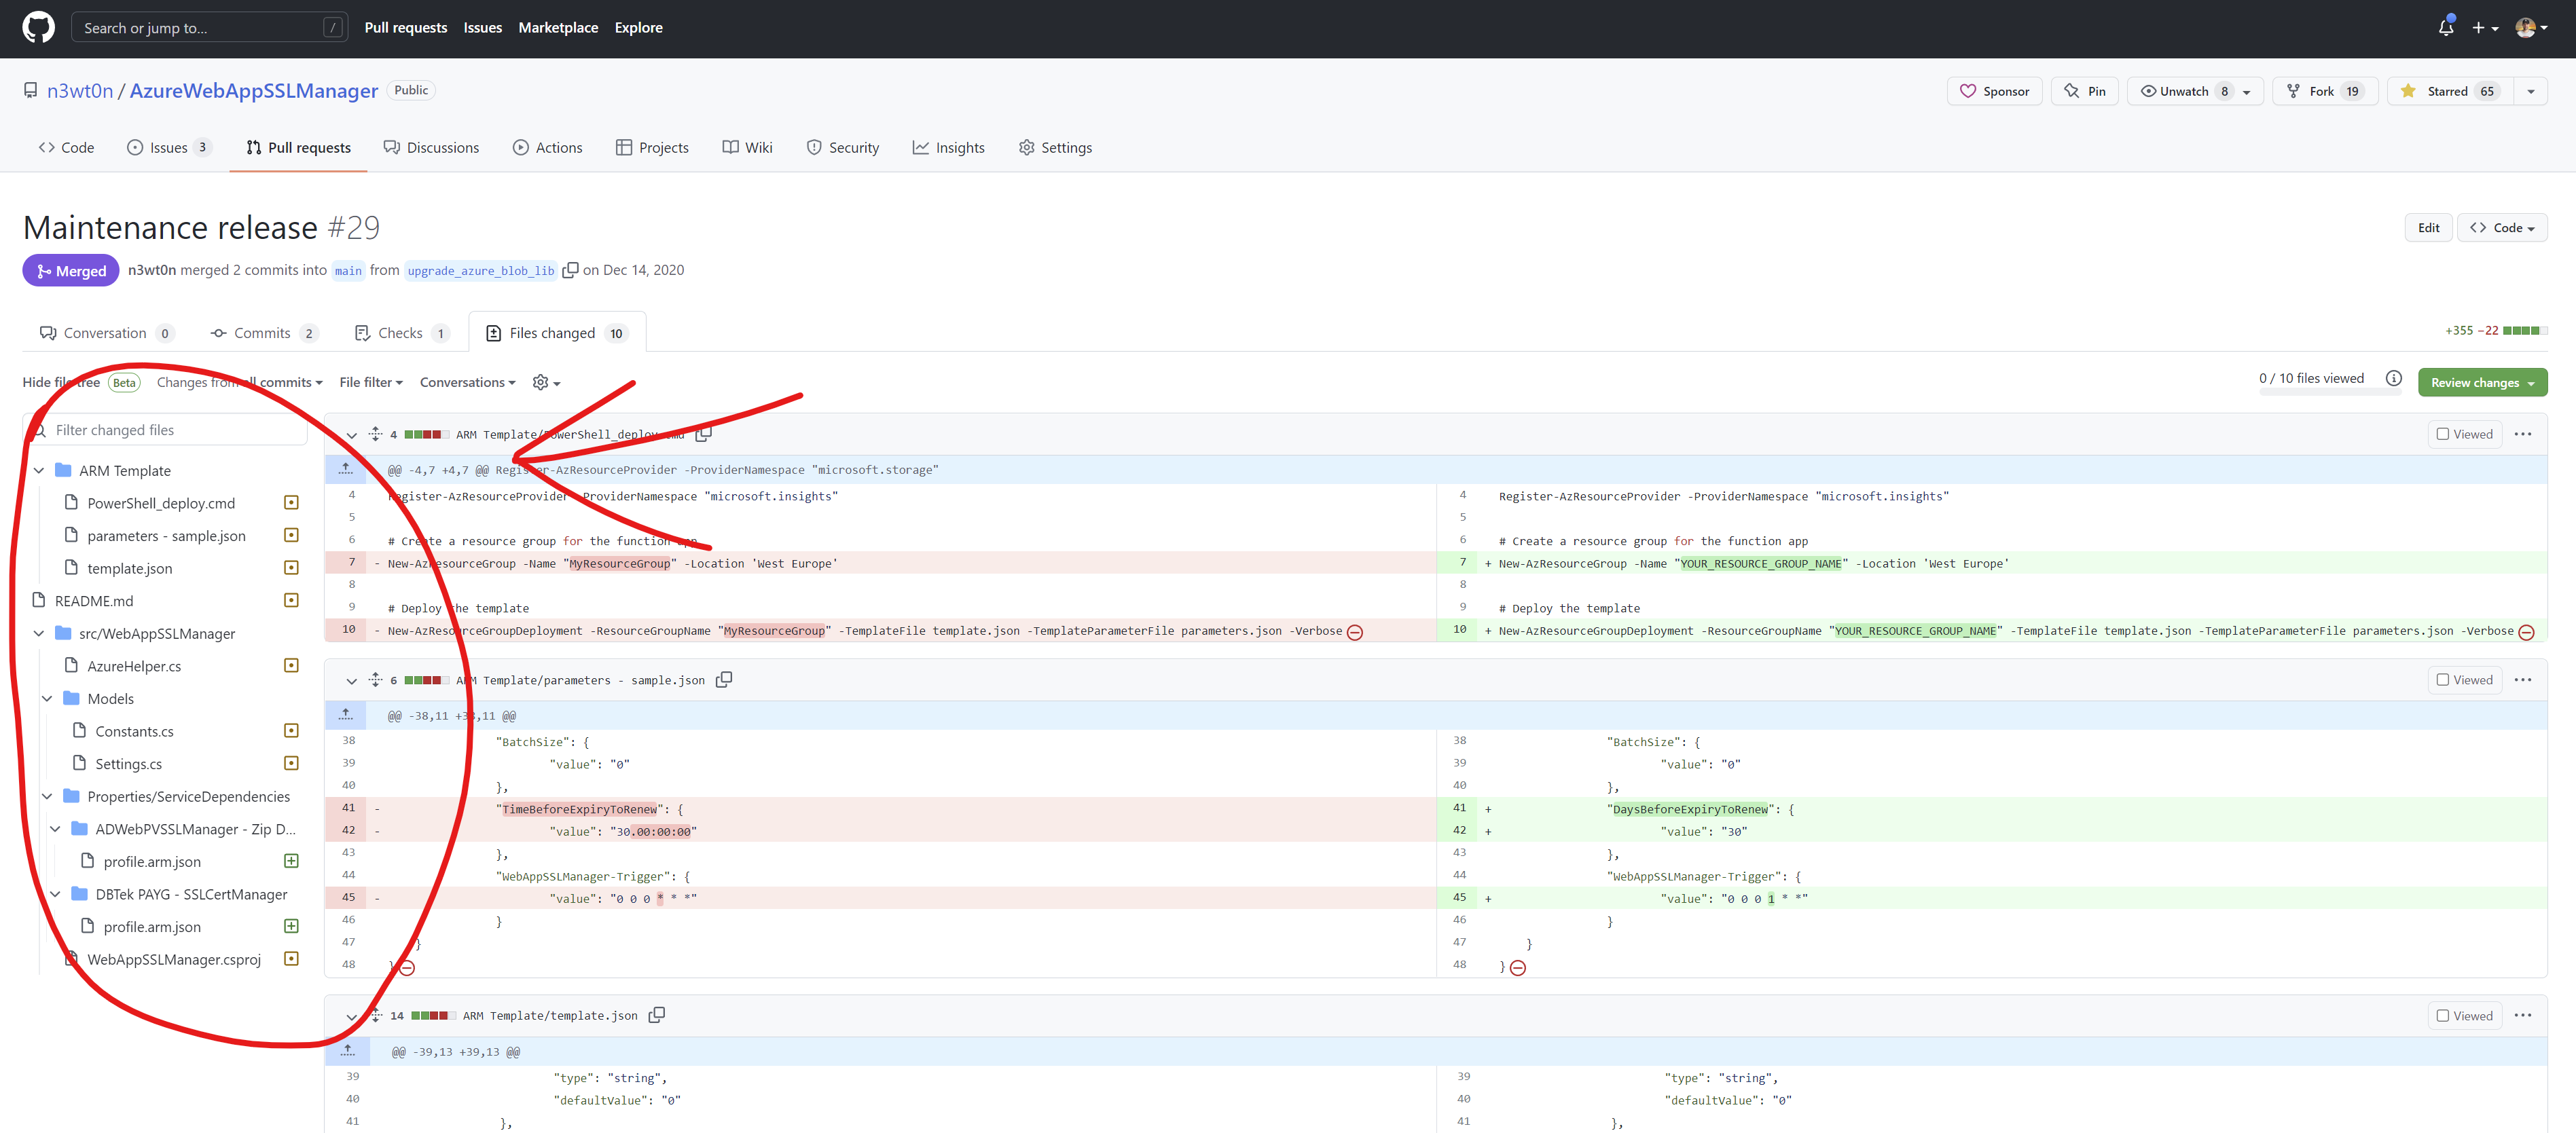 Search or jump to... /
Pull requests Issues Marketplace Explore
n3wt0n / AzureWebAppSSLManager Public
Sponsor Pin Unwatch 8 Fork 19 Starred 65
Code Issues 3 Pull requests Discussions Actions Projects Wiki Security Insights Settings
Maintenance release #29
Edit Code
Merged n3wt0n merged 2 commits into main from upgrade_azure_blob_lib on Dec 14, 2020
Conversation 0 Commits 2 Checks 1 Files changed 10
+355 −22
Hide file tree Beta Changes from all commits File filter Conversations
0 / 10 files viewed Review changes
Filter changed files
ARM Template
PowerShell_deploy.cmd
parameters - sample.json
template.json
README.md
src/WebAppSSLManager
AzureHelper.cs
Models
Constants.cs
Settings.cs
Properties/ServiceDependencies
ADWebPVSSLManager - Zip D...
profile.arm.json
DBTek PAYG - SSLCertManager
profile.arm.json
WebAppSSLManager.csproj
4 ARM Template/PowerShell_deploy.cmd Viewed
@@ -4,7 +4,7 @@ Register-AzResourceProvider -ProviderNamespace "microsoft.storage"
4 Register-AzResourceProvider -ProviderNamespace "microsoft.insights" 4 Register-AzResourceProvider -ProviderNamespace "microsoft.insights"
5 5
6 # Create a resource group for the function app 6 # Create a resource group for the function app
7 - New-AzResourceGroup -Name "MyResourceGroup" -Location 'West Europe' 7 + New-AzResourceGroup -Name "YOUR_RESOURCE_GROUP_NAME" -Location 'West Europe'
8 8
9 # Deploy the template 9 # Deploy the template
10 - New-AzResourceGroupDeployment -ResourceGroupName "MyResourceGroup" -TemplateFile template.json -TemplateParameterFile parameters.json -Verbose 10 + New-AzResourceGroupDeployment -ResourceGroupName "YOUR_RESOURCE_GROUP_NAME" -TemplateFile template.json -TemplateParameterFile parameters.json -Verbose
6 ARM Template/parameters - sample.json Viewed
@@ -38,11 +38,11 @@
38 "BatchSize": { 38 "BatchSize": {
39 "value": "0" 39 "value": "0"
40 }, 40 },
41 - "TimeBeforeExpiryToRenew": { 41 + "DaysBeforeExpiryToRenew": {
42 - "value": "30.00:00:00" 42 + "value": "30"
43 }, 43 },
44 "WebAppSSLManager-Trigger": { 44 "WebAppSSLManager-Trigger": {
45 - "value": "0 0 0 * * *" 45 + "value": "0 0 0 1 * *"
46 } 46 }
47 } 47 }
48 } 48 }
14 ARM Template/template.json Viewed
@@ -39,13 +39,13 @@
39 "type": "string", 39 "type": "string",
40 "defaultValue": "0" 40 "defaultValue": "0"
41 }, 41 },